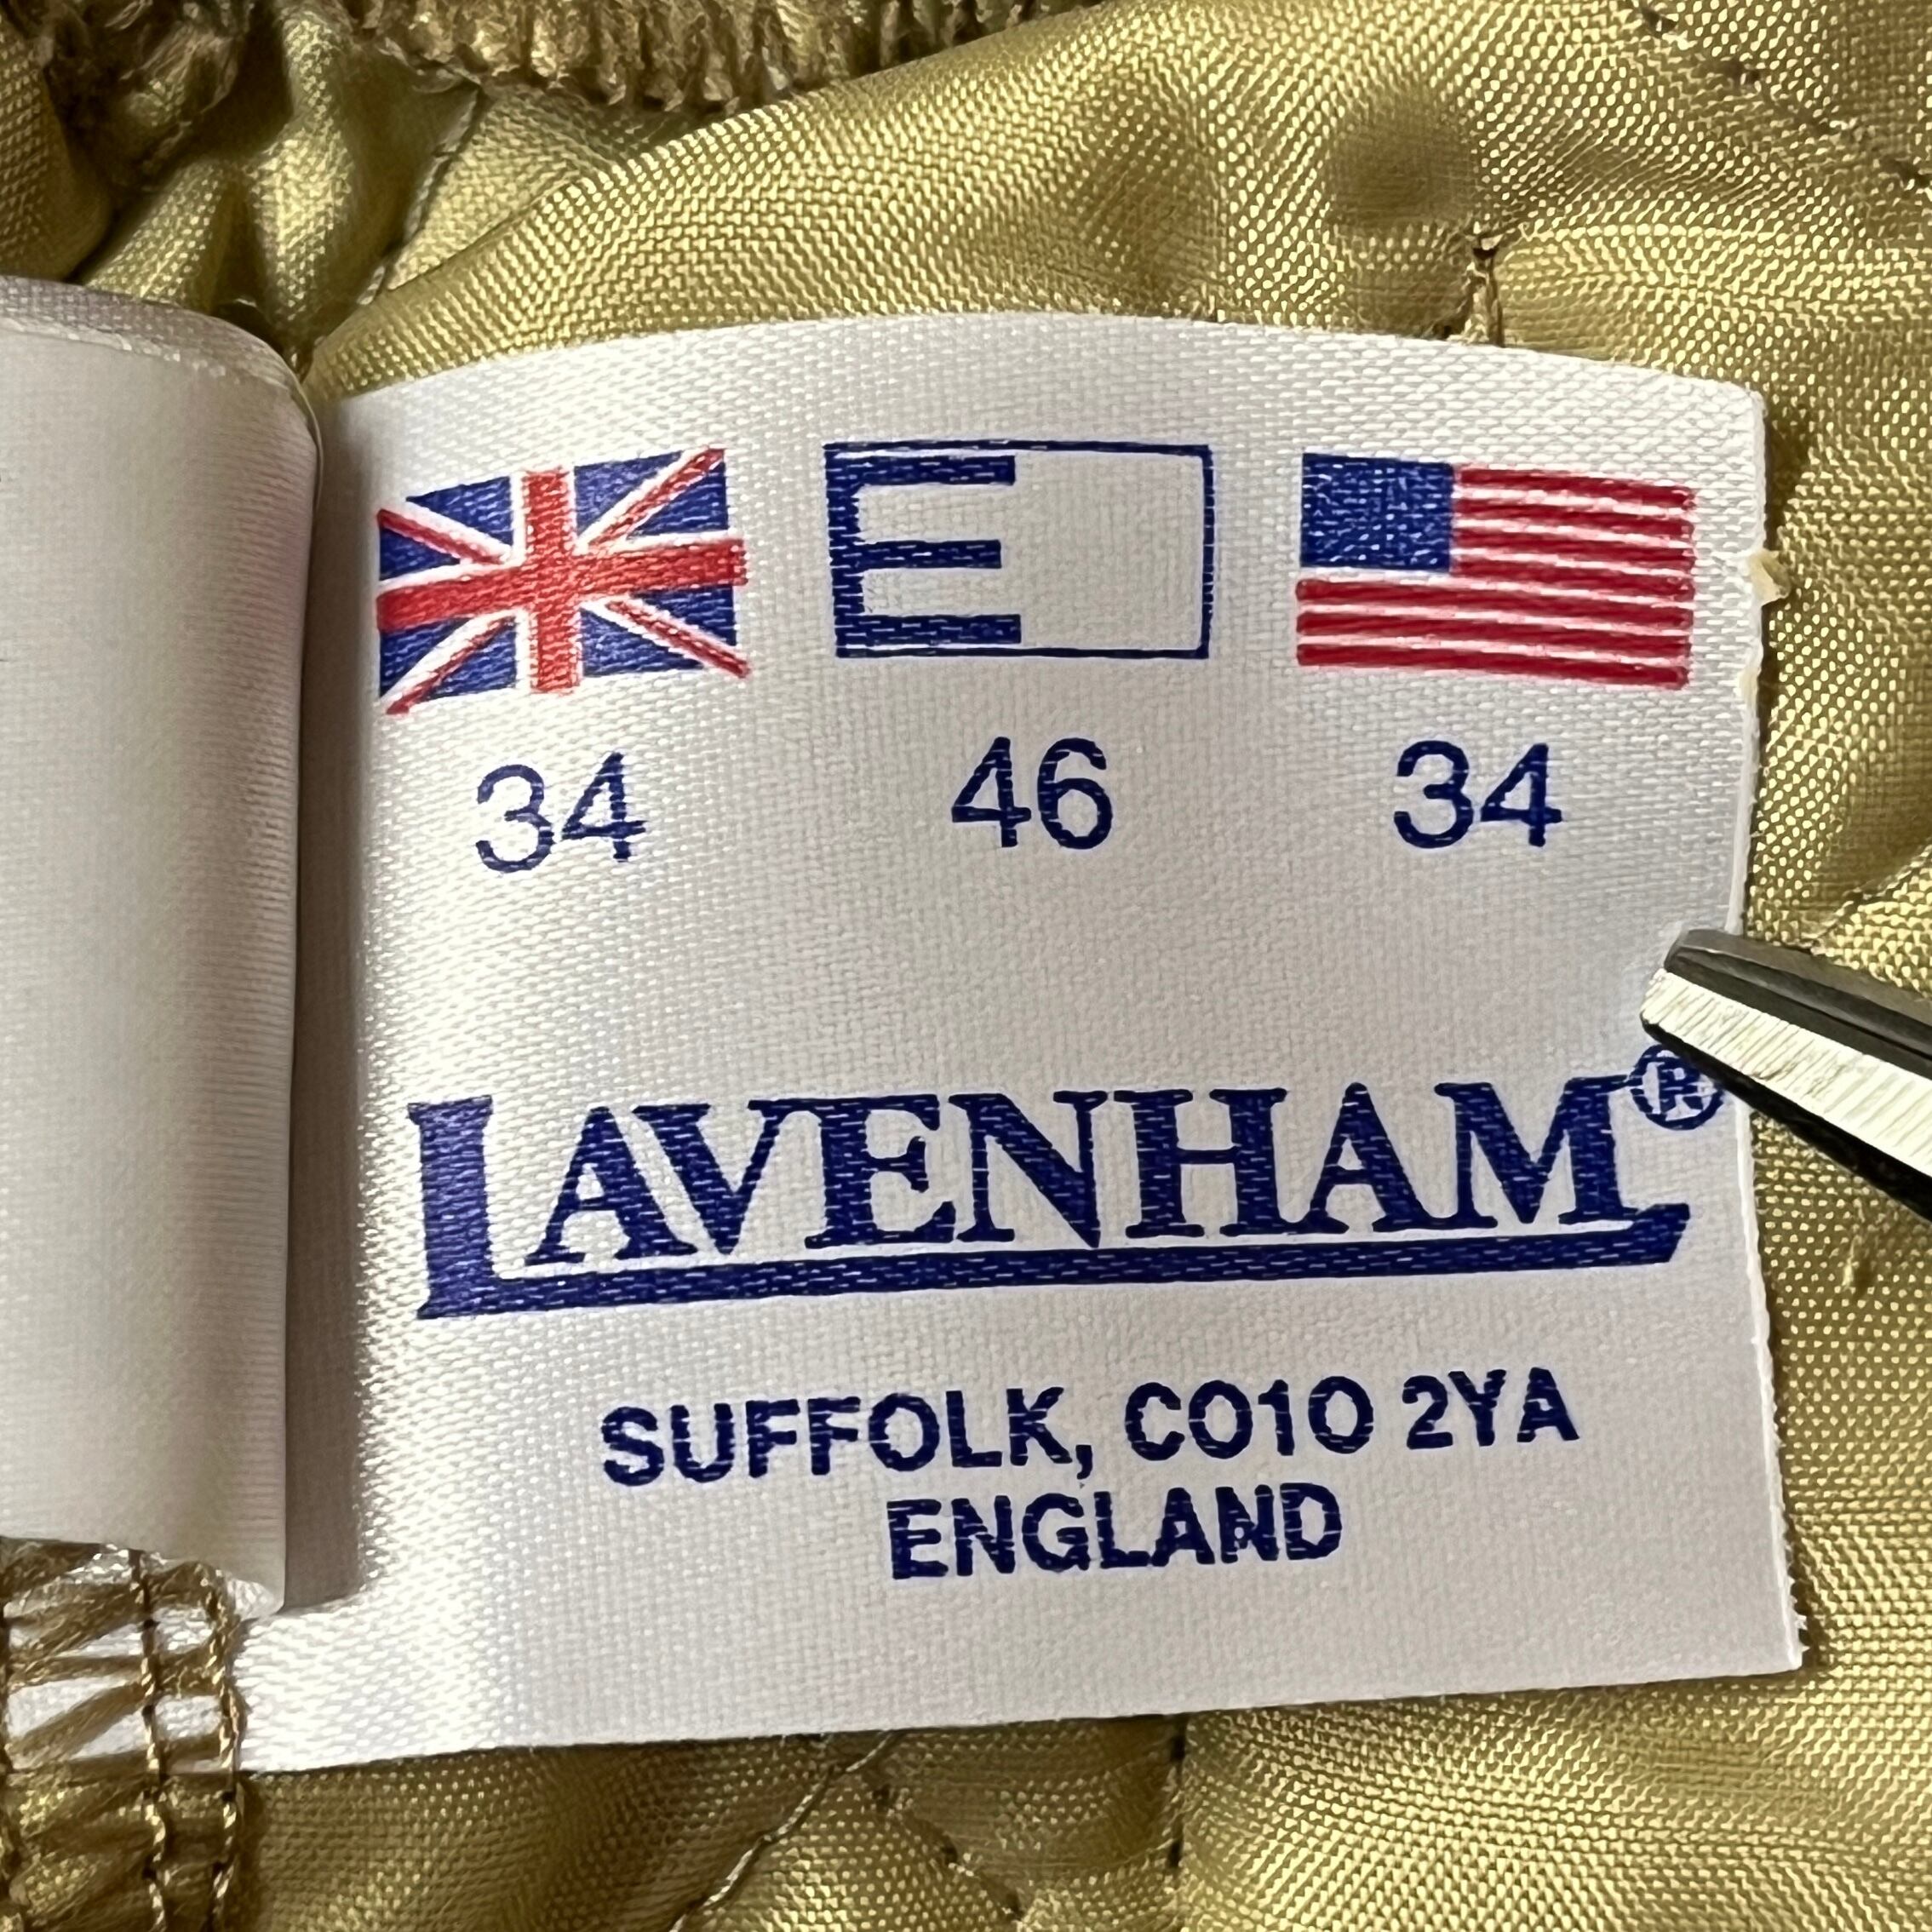 E
34 46 34
LAVENHAM®
SUFFOLK, CO10 2YA
ENGLAND